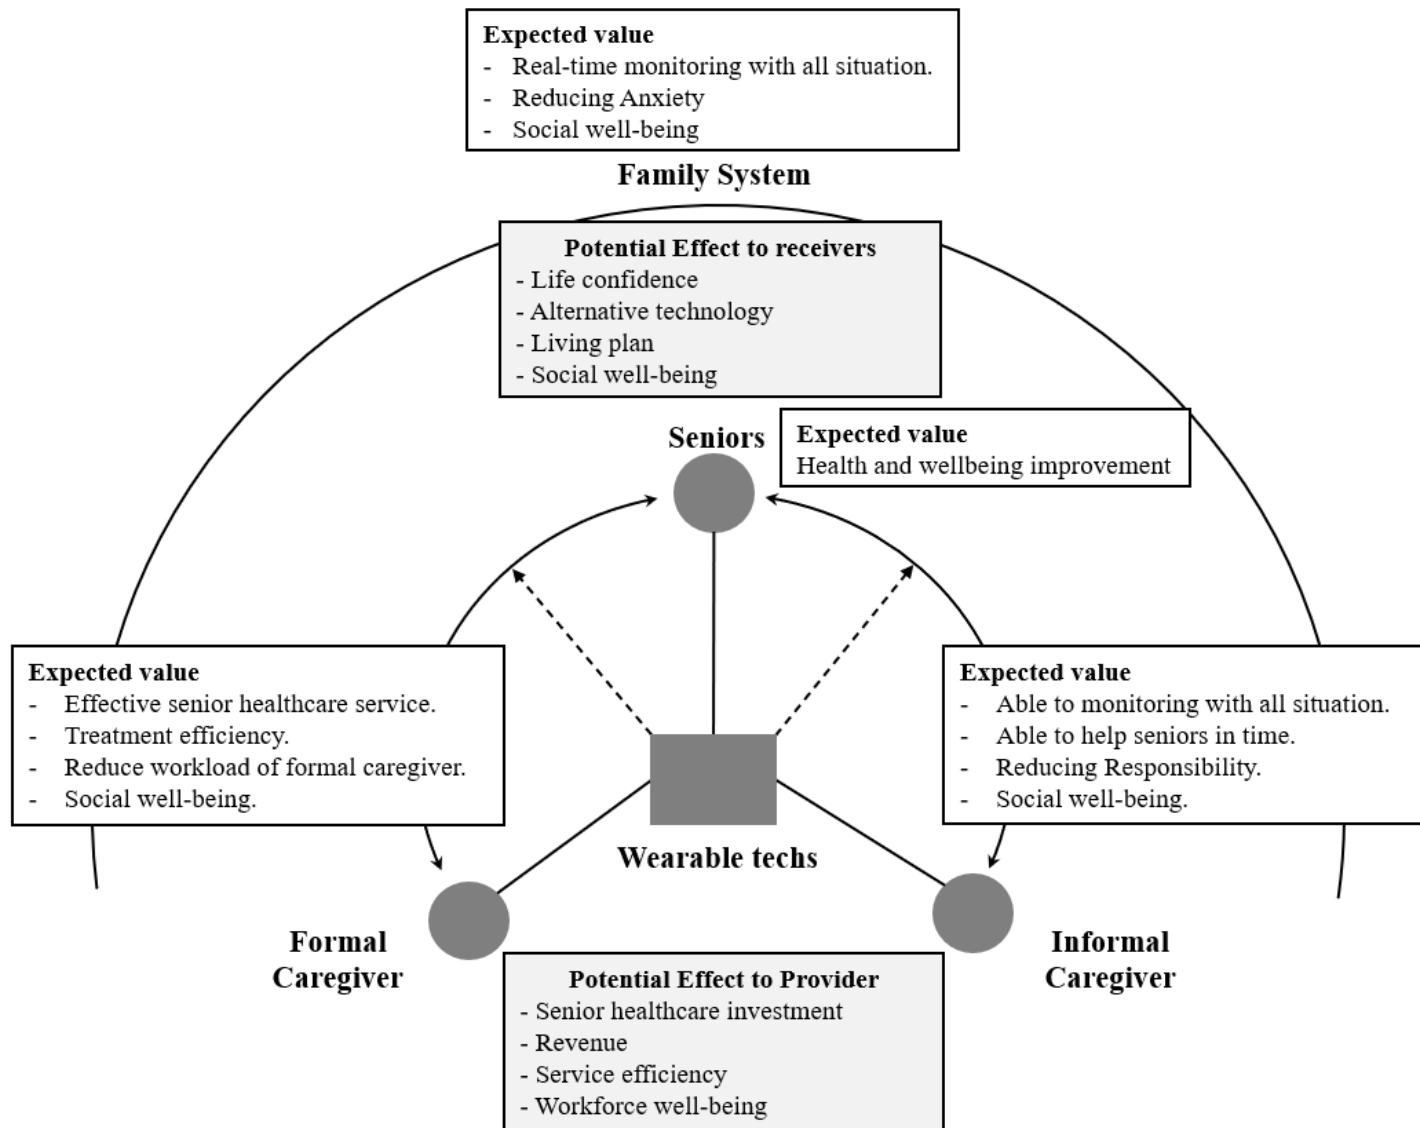 Expected value
- Real-time monitoring with all situation.
- Reducing Anxiety
- Social well-being
Family System
Potential Effect to receivers
- Life confidence
- Alternative technology
- Living plan
- Social well-being
Seniors
Expected value
Health and wellbeing improvement
Expected value
- Effective senior healthcare service.
- Treatment efficiency.
- Reduce workload of formal caregiver.
- Social well-being.
Expected value
- Able to monitoring with all situation.
- Able to help seniors in time.
- Reducing Responsibility.
- Social well-being.
Wearable techs
Formal
Caregiver
Informal
Caregiver
Potential Effect to Provider
- Senior healthcare investment
- Revenue
- Service efficiency
- Workforce well-being